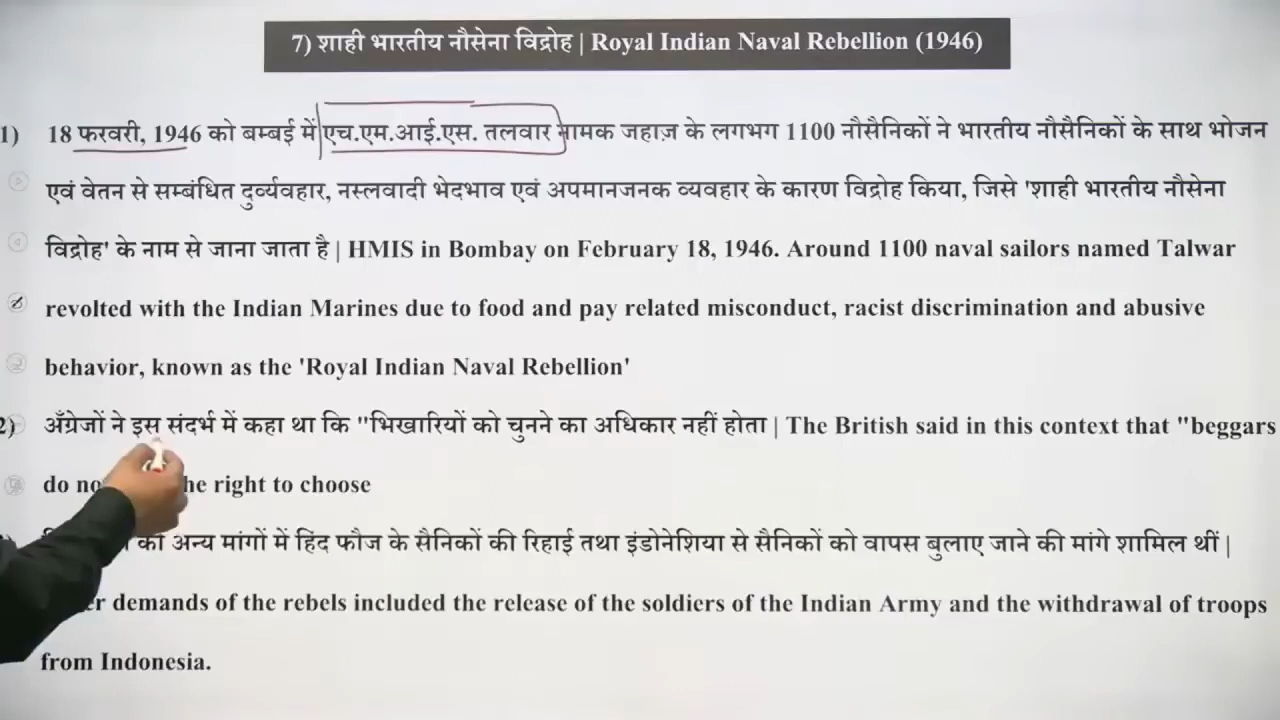 7) शाही भारतीय नौसेना विद्रोह | Royal Indian Naval Rebellion (1946)
1) 18 फरवरी, 1946 को बम्बई में एच.एम.आई.एस. तलवार नामक जहाज़ के लगभग 1100 नौसैनिकों ने भारतीय नौसैनिकों के साथ भोजन
एवं वेतन से सम्बंधित दुर्व्यवहार, नस्लवादी भेदभाव एवं अपमानजनक व्यवहार के कारण विद्रोह किया, जिसे 'शाही भारतीय नौसेना
विद्रोह' के नाम से जाना जाता है | HMIS in Bombay on February 18, 1946. Around 1100 naval sailors named Talwar
revolted with the Indian Marines due to food and pay related misconduct, racist discrimination and abusive
behavior, known as the 'Royal Indian Naval Rebellion'
2) अँग्रेजों ने इस संदर्भ में कहा था कि "भिखारियों को चुनने का अधिकार नहीं होता | The British said in this context that "beggars
do the right to choose
की अन्य मांगों में हिंद फौज के सैनिकों की रिहाई तथा इंडोनेशिया से सैनिकों को वापस बुलाए जाने की मांगे शामिल थीं |
demands of the rebels included the release of the soldiers of the Indian Army and the withdrawal of troops
from Indonesia.